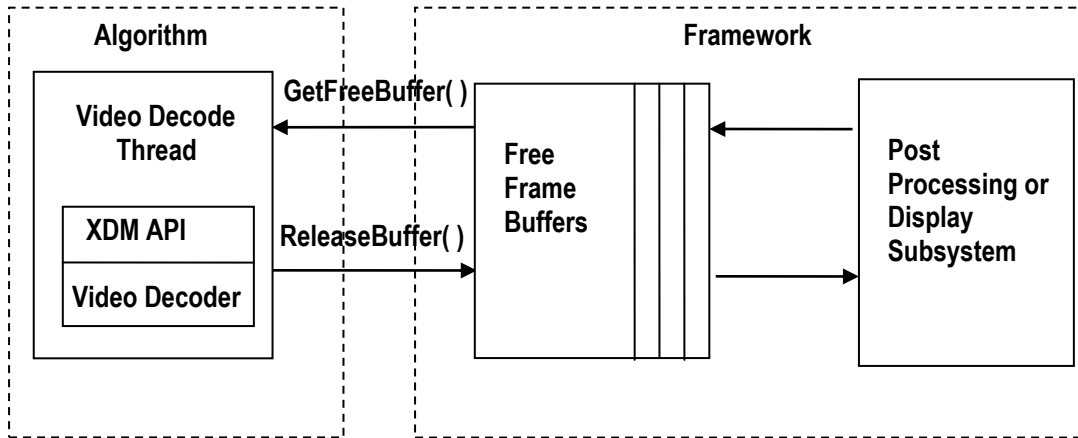 Algorithm
Framework
Video Decode
Thread
XDM API
Video Decoder
GetFreeBuffer( )
ReleaseBuffer( )
Free
Frame
Buffers
Post
Processing or
Display
Subsystem